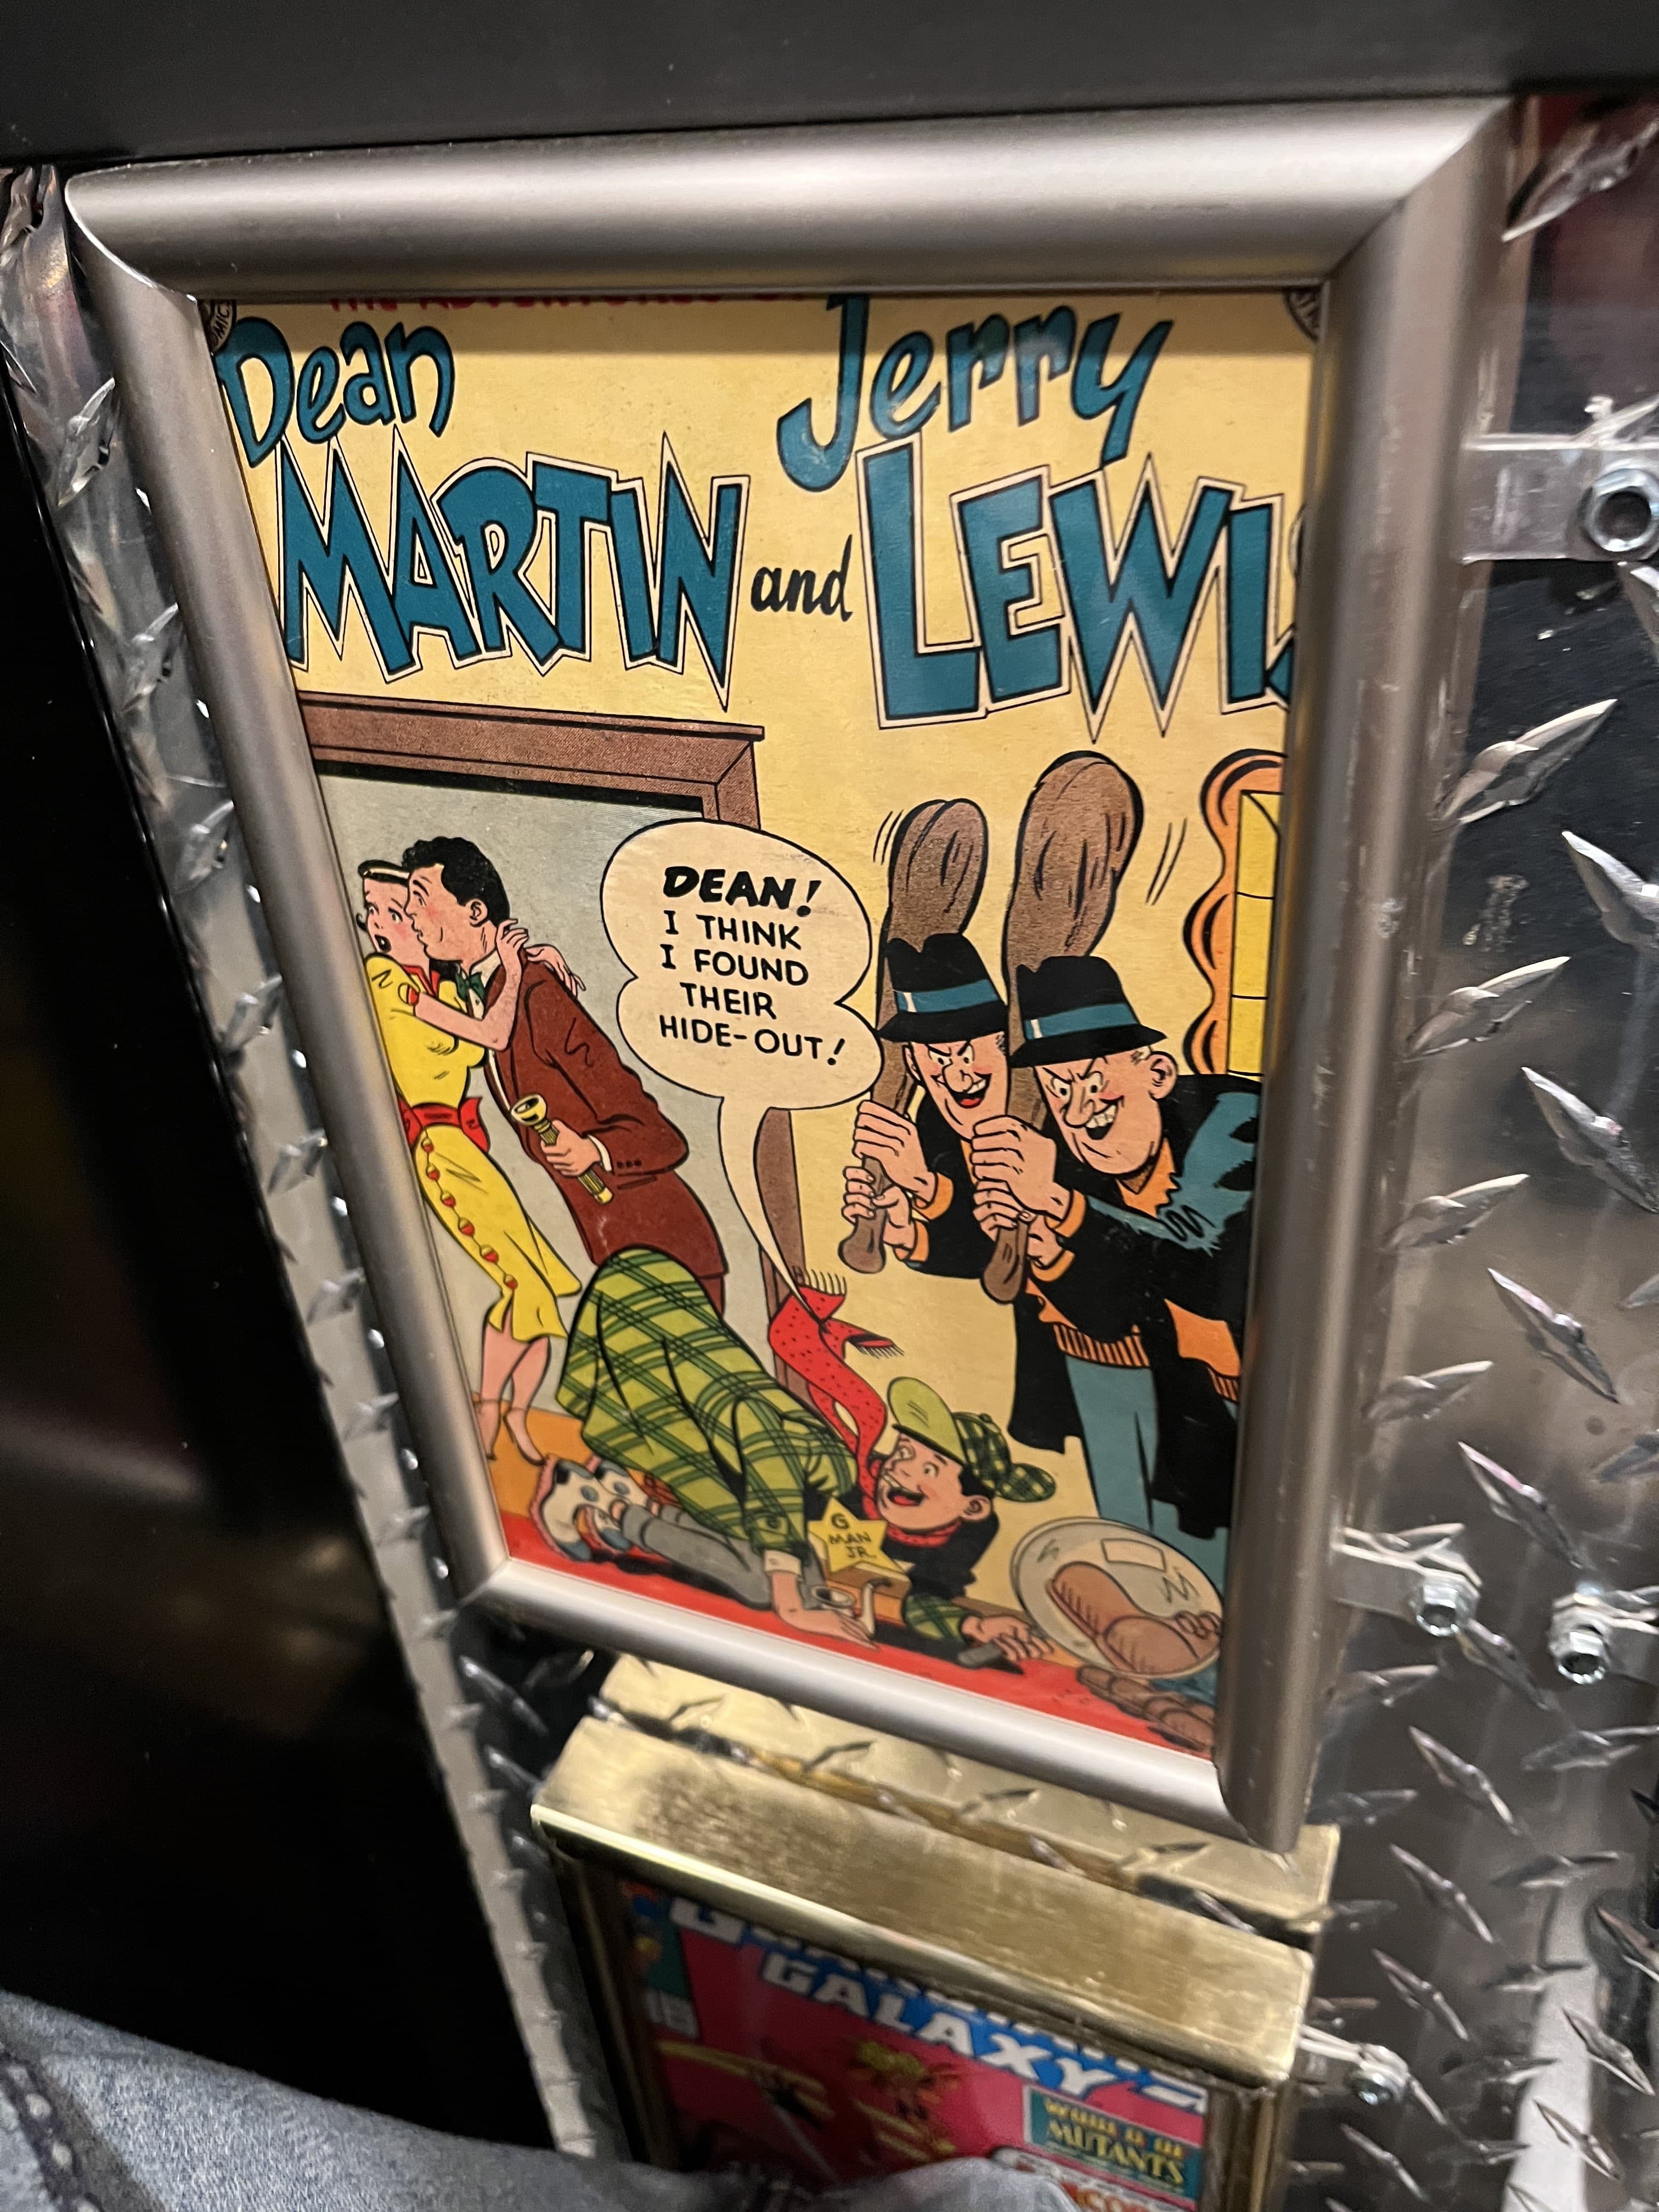 Dean Jerry
MARTIN and LEWIS
DEAN!
I THINK
I FOUND
THEIR
HIDE-OUT!
G
MAN
JR.
GALAXY
MUTANTS